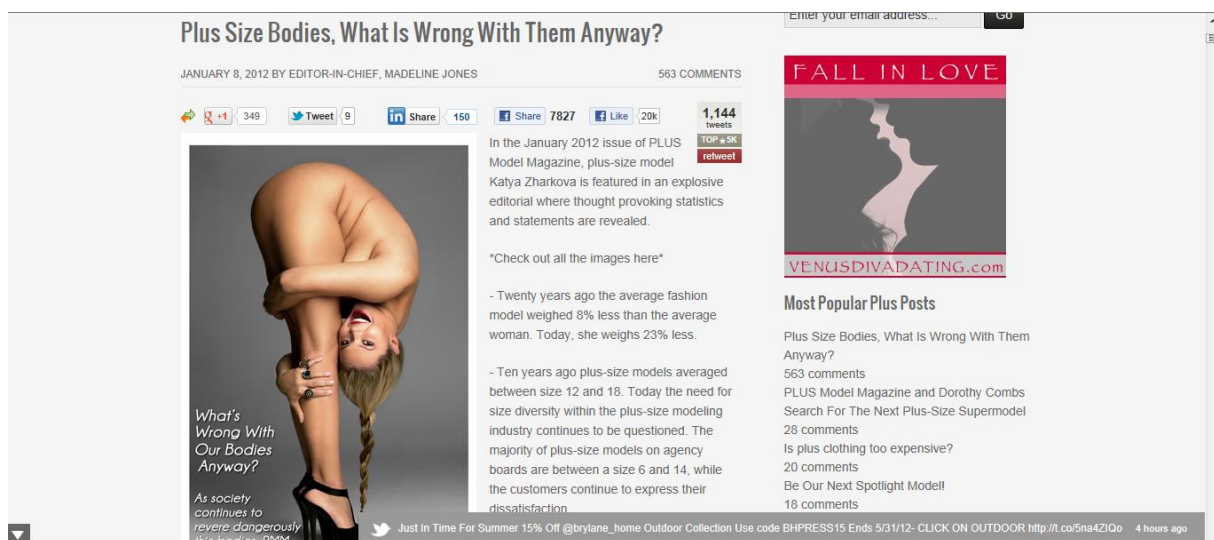 Plus Size Bodies, What Is Wrong With Them Anyway?
JANUARY 8, 2012 BY EDITOR-IN-CHIEF, MADELINE JONES
563 COMMENTS
+1 349
Tweet 9
in Share 150
Share 7827
Like 20k
1,144
tweets
TOP ★ 5K
retweet
In the January 2012 issue of PLUS
Model Magazine, plus-size model
Katya Zharkova is featured in an explosive
editorial where thought provoking statistics
and statements are revealed.
*Check out all the images here*
- Twenty years ago the average fashion
model weighed 8% less than the average
woman. Today, she weighs 23% less.
- Ten years ago plus-size models averaged
between size 12 and 18. Today the need for
size diversity within the plus-size modeling
industry continues to be questioned. The
majority of plus-size models on agency
boards are between a size 6 and 14, while
the customers continue to express their
dissatisfaction
What's
Wrong With
Our Bodies
Anyway?
As society
continues to
revere dangerously
Enter your email address...
Go
FALL IN LOVE
VENUSDIVADATING.com
Most Popular Plus Posts
Plus Size Bodies, What Is Wrong With Them
Anyway?
563 comments
PLUS Model Magazine and Dorothy Combs
Search For The Next Plus-Size Supermodel
28 comments
Is plus clothing too expensive?
20 comments
Be Our Next Spotlight Model!
18 comments
Just In Time For Summer 15% Off @brylane_home Outdoor Collection Use code BHPRESS15 Ends 5/31/12- CLICK ON OUTDOOR http://t.co/5na4ZIQo 4 hours ago